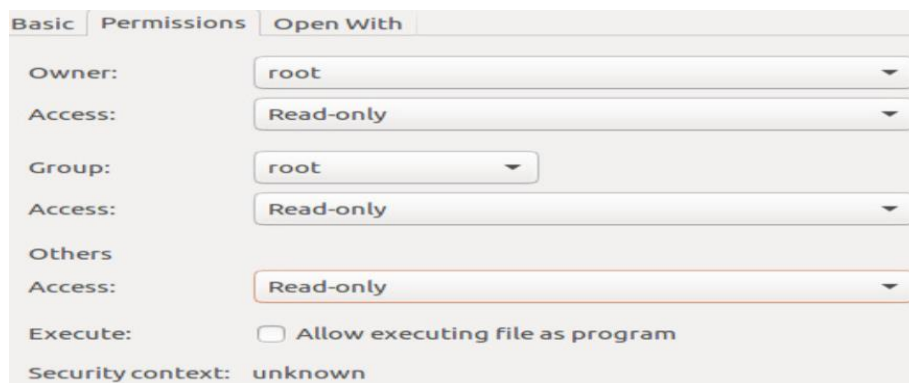 Basic Permissions Open With
Owner: root
Access: Read-only
Group: root
Access: Read-only
Others
Access: Read-only
Execute: Allow executing file as program
Security context: unknown